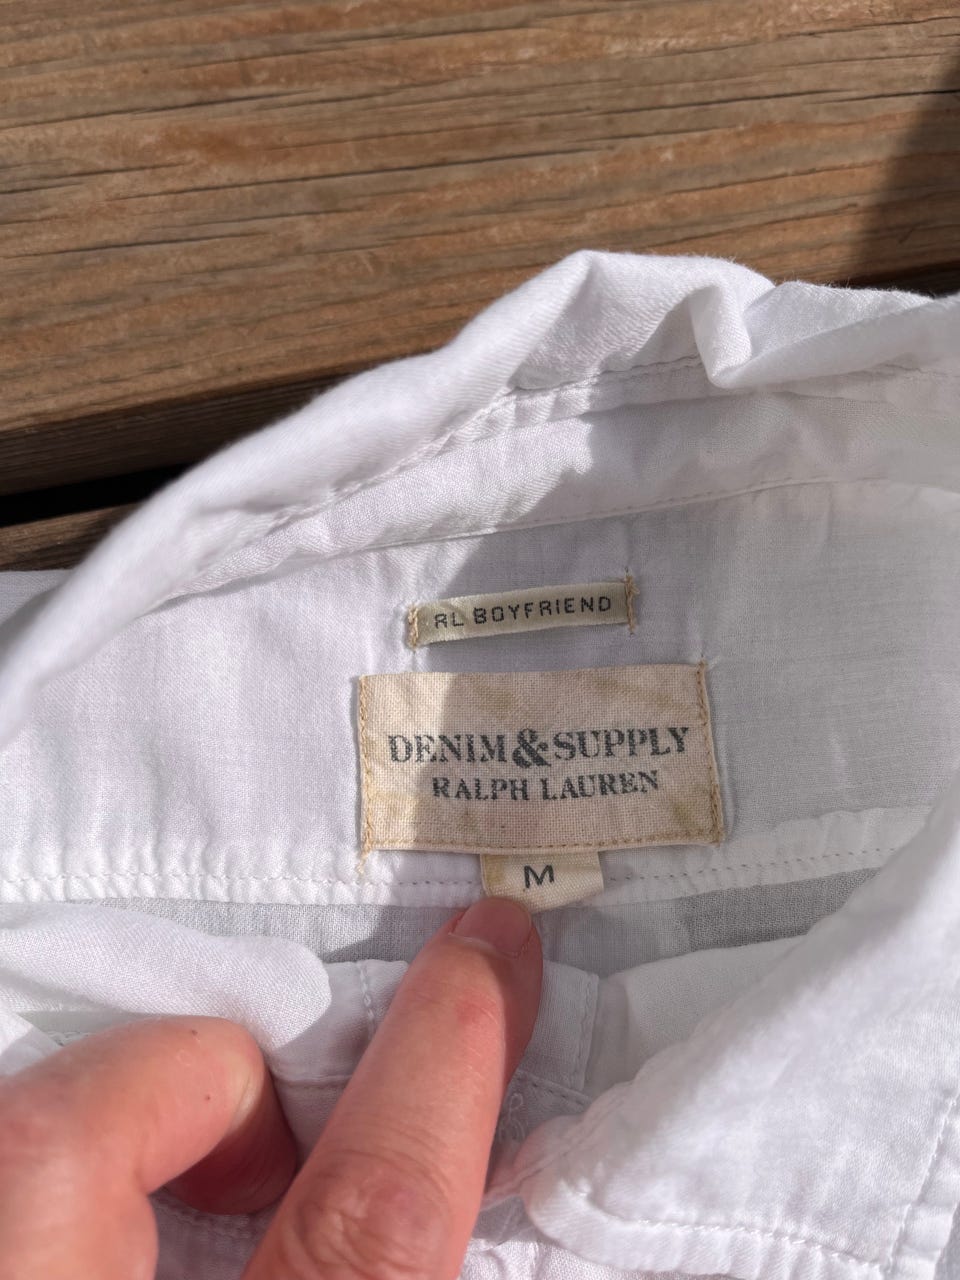 RL BOYFRIEND
DENIM & SUPPLY
RALPH LAUREN
M